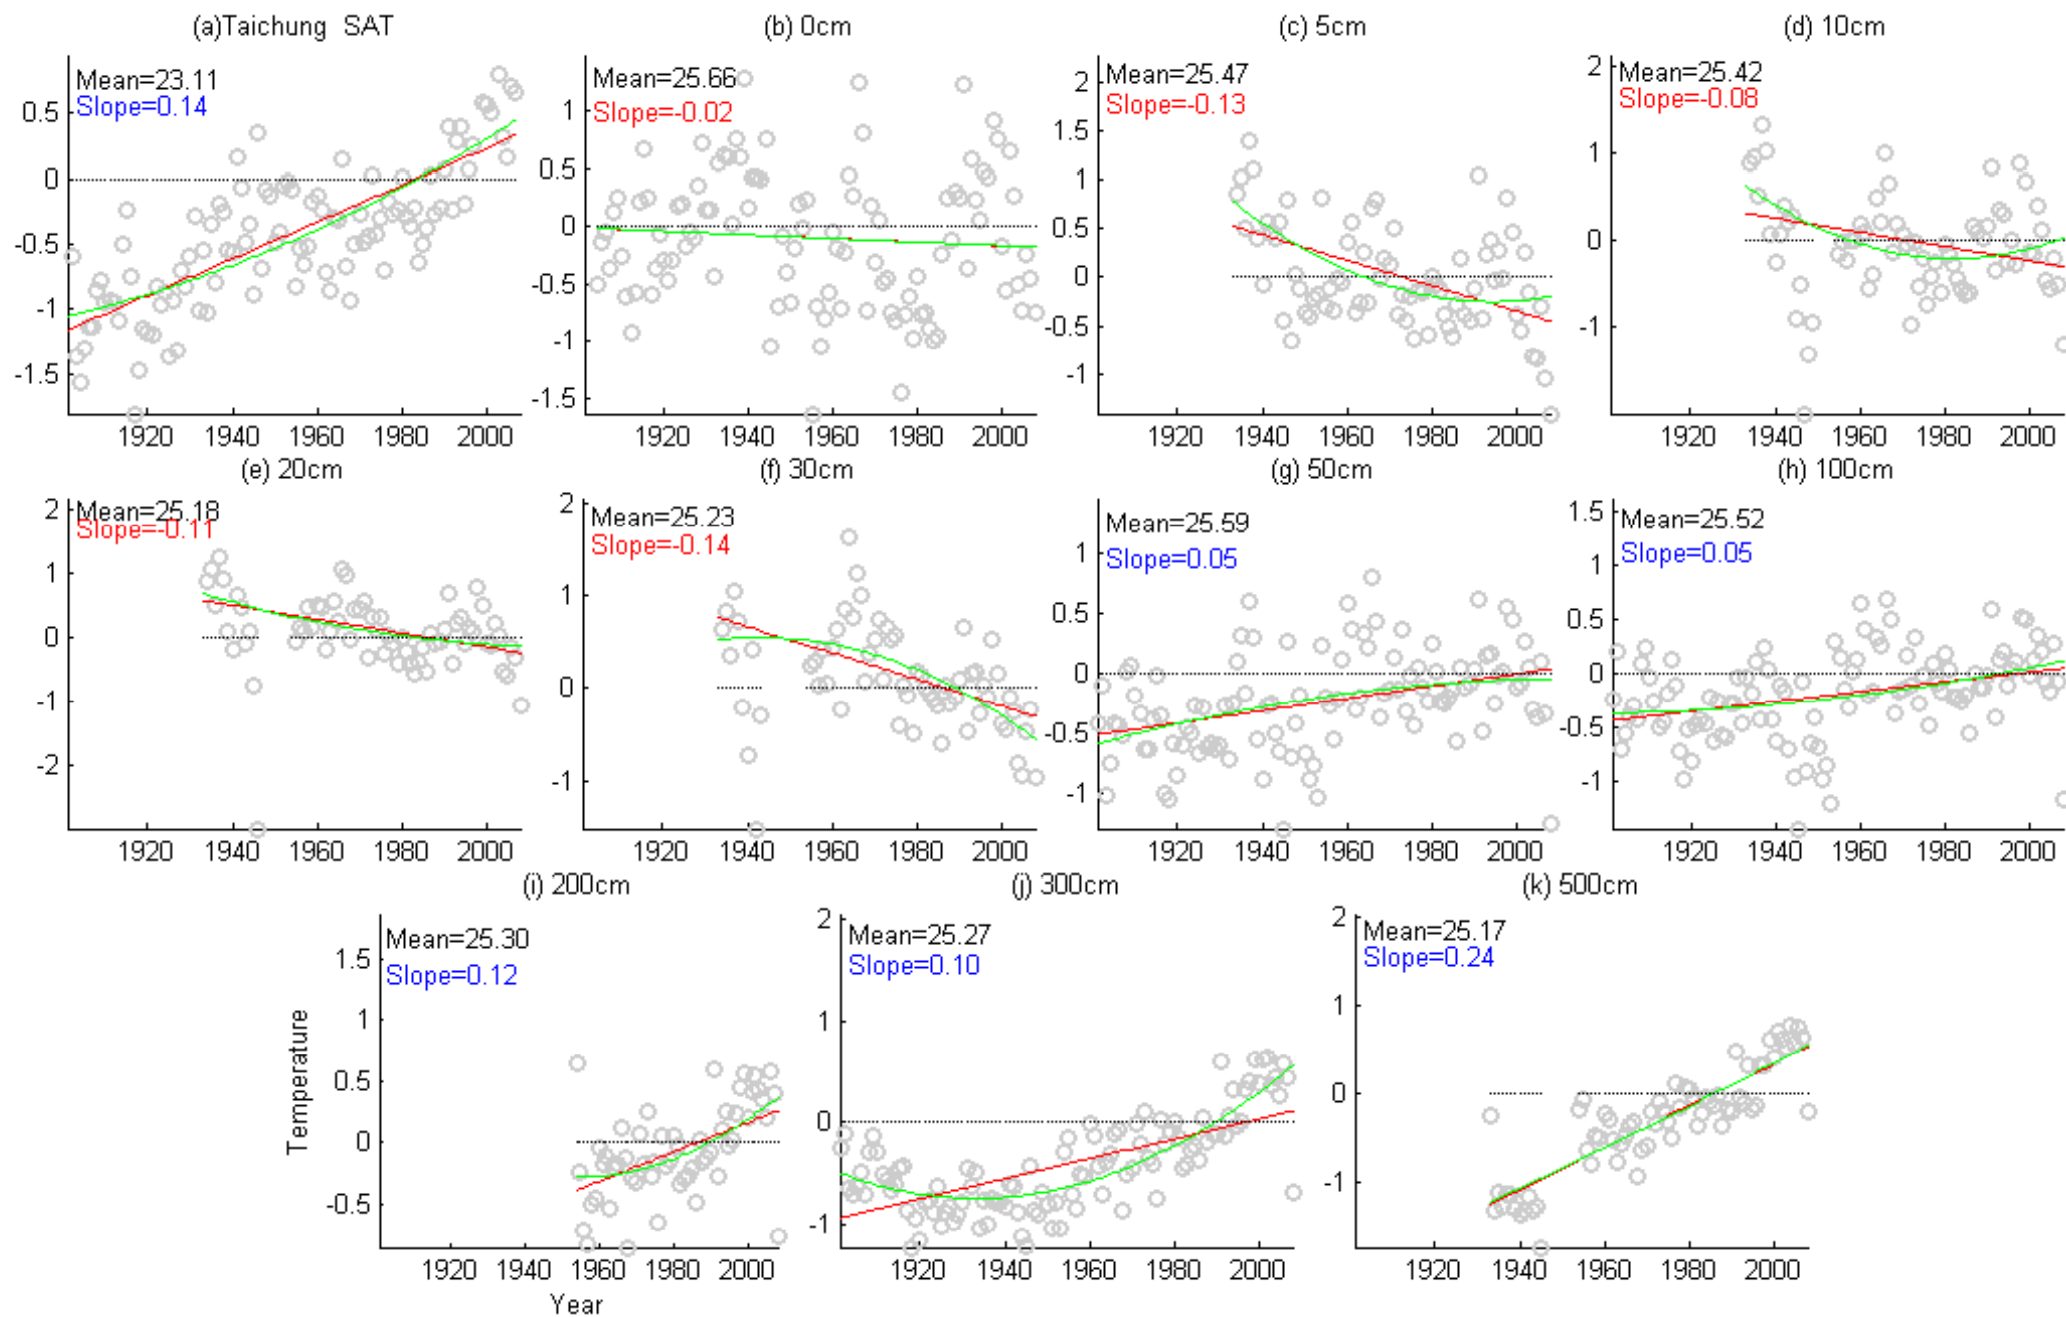 (a)Taichung SAT
(b) 0cm
(c) 5cm
(d) 10cm
Mean=23.11
Slope=0.14
0.5
0
-0.5
-1
-1.5
1920 1940 1960 1980 2000
Mean=25.66
Slope=-0.02
1
0.5
0
-0.5
-1
-1.5
1920 1940 1960 1980 2000
Mean=25.47
Slope=-0.13
2
1.5
1
0.5
0
-0.5
-1
1920 1940 1960 1980 2000
Mean=25.42
Slope=-0.08
2
1
0
-1
1920 1940 1960 1980 2000
(e) 20cm
(f) 30cm
(g) 50cm
(h) 100cm
Mean=25.18
Slope=-0.11
2
1
0
-1
-2
1920 1940 1960 1980 2000
Mean=25.23
Slope=-0.14
2
1
0
-1
1920 1940 1960 1980 2000
Mean=25.59
Slope=0.05
1
0.5
0
-0.5
-1
1920 1940 1960 1980 2000
Mean=25.52
Slope=0.05
1.5
1
0.5
0
-0.5
-1
1920 1940 1960 1980 2000
(i) 200cm
(j) 300cm
(k) 500cm
Temperature
Mean=25.30
Slope=0.12
1.5
1
0.5
0
-0.5
1920 1940 1960 1980 2000
Year
Mean=25.27
Slope=0.10
2
1
0
-1
1920 1940 1960 1980 2000
Mean=25.17
Slope=0.24
2
1
0
-1
1920 1940 1960 1980 2000